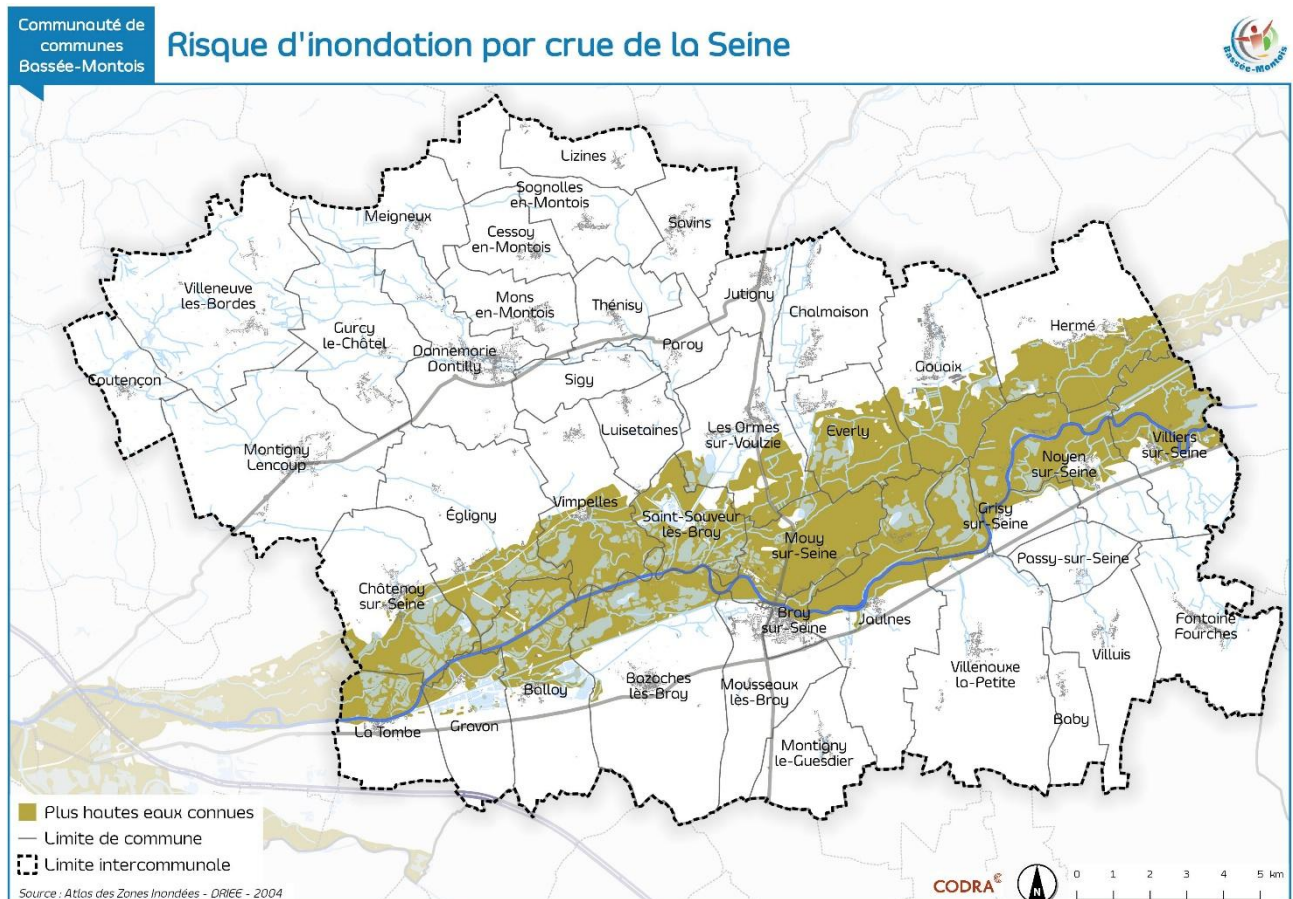 Communauté de
communes
Bassée-Montois
Risque d'inondation par crue de la Seine
Bassée-Montois
Lizines
Sognolles
en-Montois
Meigneux
Savins
Cessoy
en-Montois
Villeneuve
les-Bordes
Mons
en-Montois
Thénisy
Jutigny
Chalmaison
Gurcy
le-Châtel
Hermé
Donnemarie
Dontilly
Paroy
Gouaix
Coutençon
Sigy
Luisetaines
Les Ormes
sur-Voulzie
Everly
Montigny
Lencoup
Villiers
sur-Seine
Noyen
sur-Seine
Vimpelles
Égligny
Saint-Sauveur
lès-Bray
Grisy
sur-Seine
Mouy
sur-Seine
Passy-sur-Seine
Châtenay
sur-Seine
Bray
sur-Seine
Jaulnes
Fontaine
Fourches
Villuis
Villenauxe
la-Petite
Bazoches
lès-Bray
Mousseaux
lès-Bray
Balloy
Baby
La Tombe
Gravon
Montigny
le-Guesdier
Plus hautes eaux connues
Limite de commune
Limite intercommunale
Source : Atlas des Zones Inondées - DRIEE - 2004
CODRA
N
0 1 2 3 4 5 km